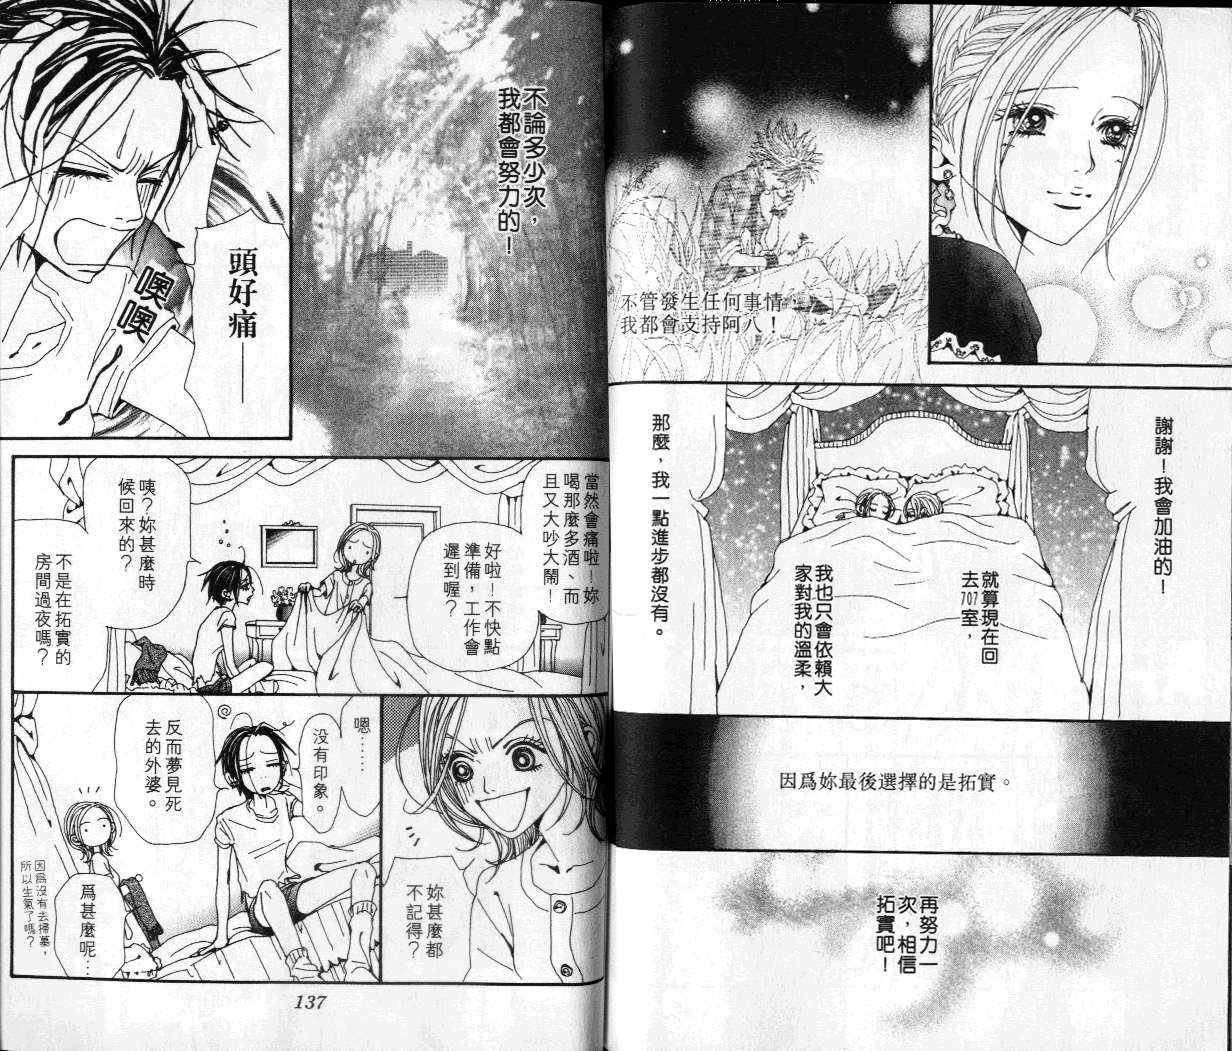 不管發生任何事情，
我都會支持阿八！
謝謝！我會加油的！
就算現在回
去707室，
我也只會依賴大
家對我的溫柔，
那麼，我一點進步都沒有。
因爲妳最後選擇的是拓實。
再努力一
次，相信
拓實吧！
不論多少次，
我都會努力的！
頭好痛──
噢噢
當然會痛啦！妳
喝那麼多酒、而
且又大吵大鬧！
好啦！不快點
準備，工作會
遲到喔？
咦？妳甚麼時
候回來的？
不是在拓實的
房間過夜嗎？
妳甚麼都
不記得？
嗯……
没有印象。
反而夢見死
去的外婆。
爲甚麼呢…
因爲沒有去掃墓，
所以生氣了嗎？
137